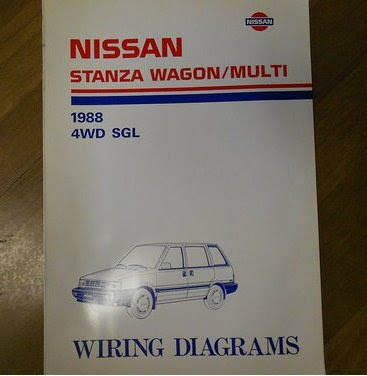 NISSAN
NISSAN
STANZA WAGON/MULTI
1988
4WD SGL
WIRING DIAGRAMS